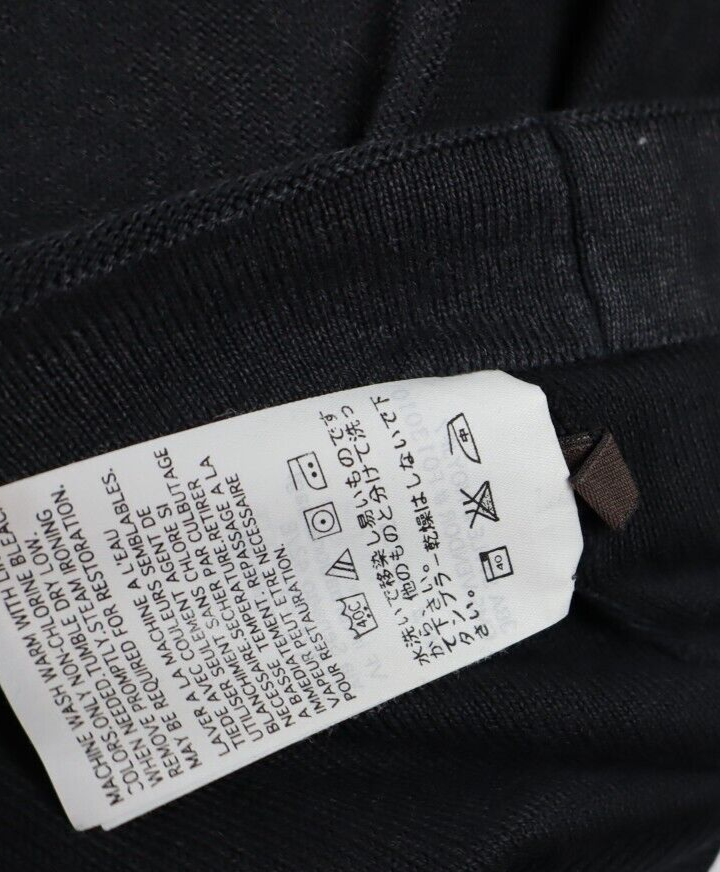 MACHINE WASH WARM WITH LIKE
COLORS ONLY NON-CHLORINE BLEACH
WHEN NEEDED. TUMBLE DRY LOW.
REMOVE PROMPTLY. STEAM IRONING
MAY BE REQUIRED FOR RESTORATION.
LAVER A LA MACHINE A L'EAU
TIEDE AVEC COULEURS SEMBLABLES.
UTILISER SEULEMENT AGENT DE
BLANCHIMENT SANS CHLORE SI
NECESSAIRE. SECHER PAR CULBUTAGE
A BASSE TEMPERATURE. RETIRER
RAPIDEMENT. REPASSAGE A LA
VAPEUR PEUT ETRE NECESSAIRE
POUR RESTAURATION.
40C
水洗いで移染し易いものです
から、他のものと分けて洗っ
て下さい。
タンブラー乾燥はしないで下
さい。
40
中